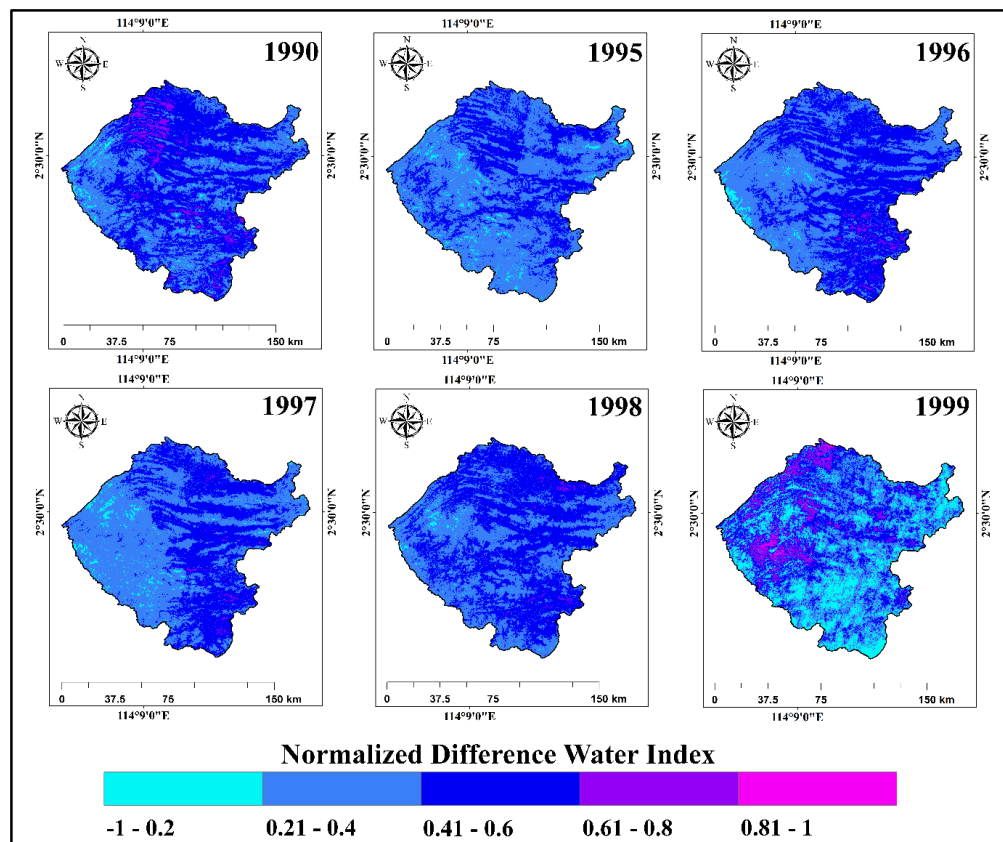 114°9'0"E 114°9'0"E 114°9'0"E
N W E S 1990
N W E S 1995
N W E S 1996
2°30'0"N 2°30'0"N 2°30'0"N 2°30'0"N
0 37.5 75 150 km
0 37.5 75 150 km
0 37.5 75 150 km
114°9'0"E 114°9'0"E 114°9'0"E
114°9'0"E 114°9'0"E 114°9'0"E
N W E S 1997
N W E S 1998
N W E S 1999
2°30'0"N 2°30'0"N 2°30'0"N 2°30'0"N
0 37.5 75 150 km
0 37.5 75 150 km
0 37.5 75 150 km
114°9'0"E 114°9'0"E 114°9'0"E
Normalized Difference Water Index
-1 - 0.2 0.21 - 0.4 0.41 - 0.6 0.61 - 0.8 0.81 - 1